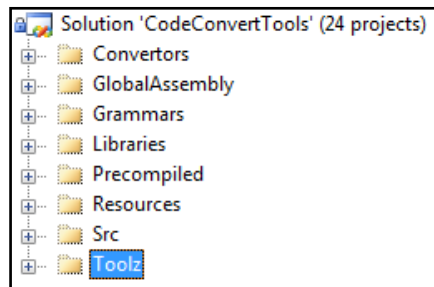 Solution 'CodeConvertTools' (24 projects)
Convertors
GlobalAssembly
Grammars
Libraries
Precompiled
Resources
Src
Toolz